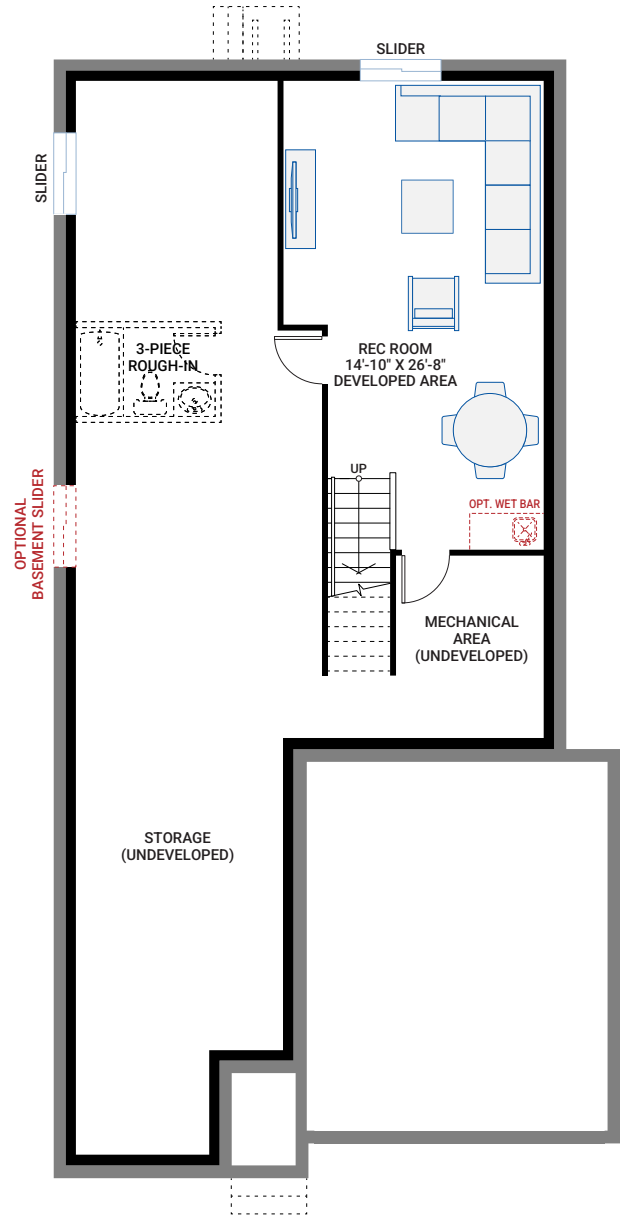 SLIDER
SLIDER
3-PIECE
ROUGH-IN
REC ROOM
14'-10" X 26'-8"
DEVELOPED AREA
UP
OPTIONAL
BASEMENT SLIDER
OPT. WET BAR
MECHANICAL
AREA
(UNDEVELOPED)
STORAGE
(UNDEVELOPED)